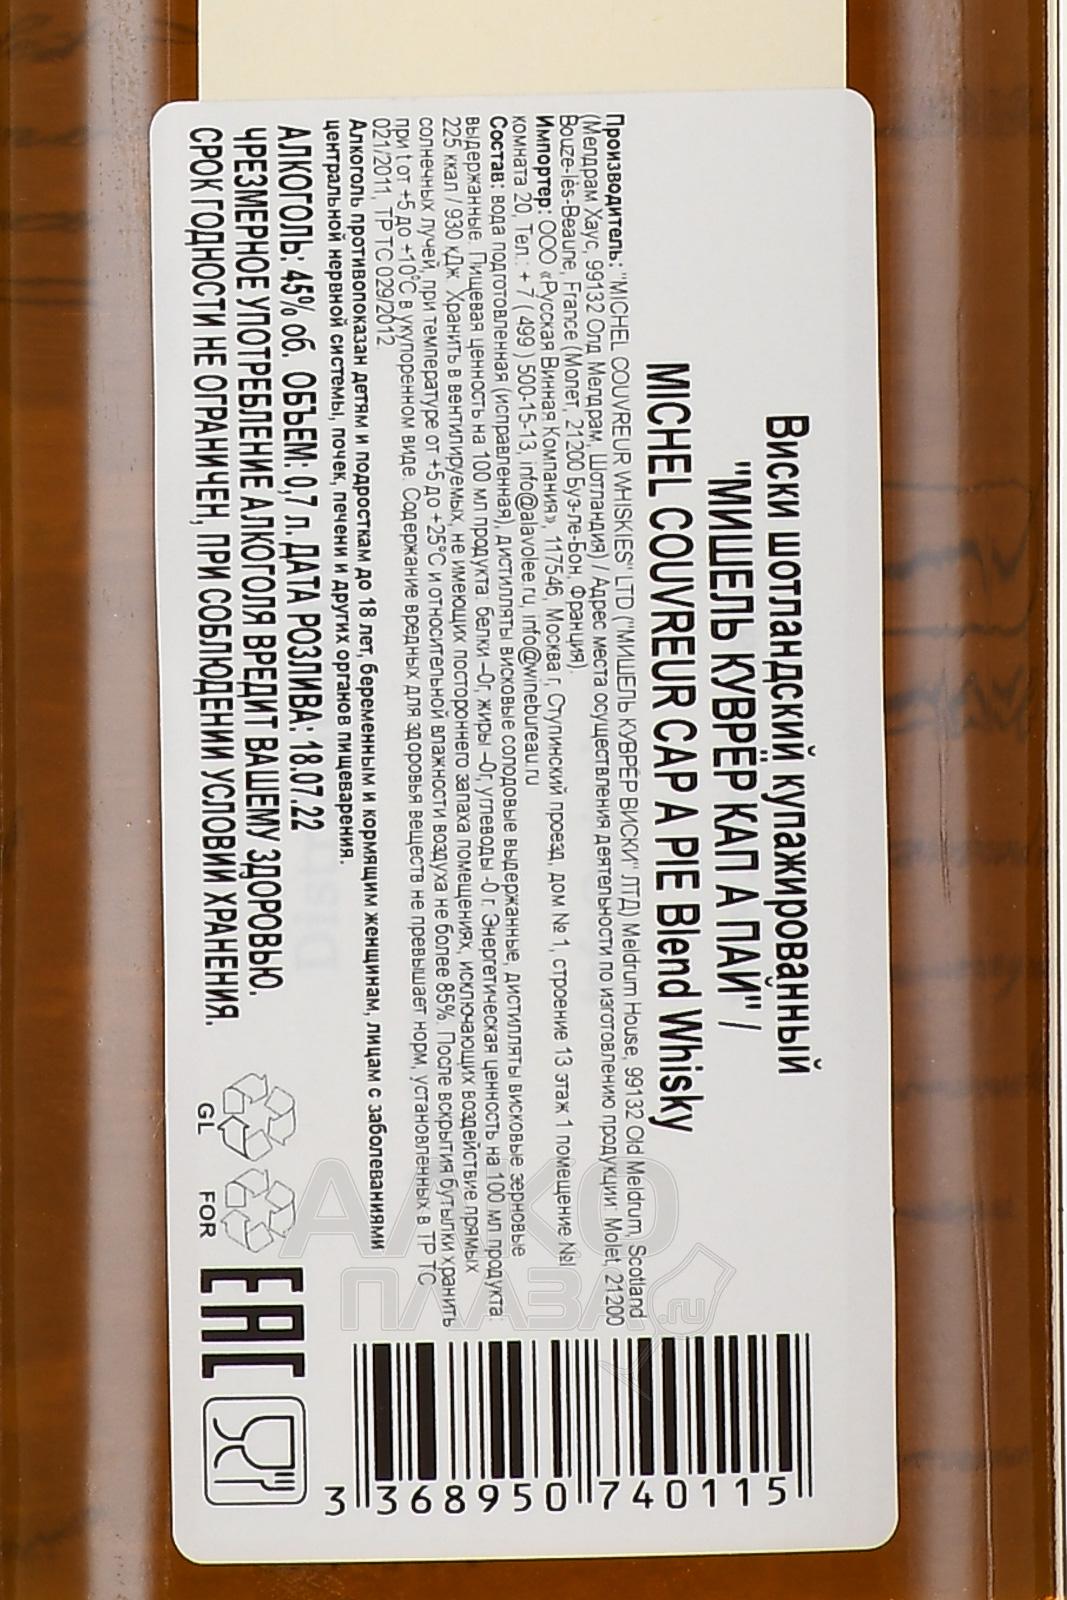 Виски шотландский купажированный
"МИШЕЛЬ КУВРЁР КАП А ПАЙ" /
MICHEL COUVREUR CAP A PIE Blend Whisky
Производитель: "MICHEL COUVREUR WHISKIES" LTD ("МИШЕЛЬ КУВРЁР ВИСКИ" ЛТД) Meldrum House, 99132 Old Meldrum, Scotland
(Мелдрам Хаус, 99132 Олд Мелдрам, Шотландия) / Адрес места осуществления деятельности по изготовлению продукции: Molet, 21200
Bouze-lès-Beaune, France (Молет, 21200 Буз-ле-Бон, Франция).
Импортер: ООО «Русская Винная Компания», 117546, Москва г, Ступинский проезд, дом № 1, строение 13 этаж 1 помещение №I
комната 20, Тел.: + 7 ( 499 ) 500-15-13, info@alavolee.ru, info@winebureau.ru
Состав: вода подготовленная (исправленная), дистилляты висковые солодовые выдержанные, дистилляты висковые зерновые
выдержанные. Пищевая ценность на 100 мл продукта: белки –0г, жиры –0г, углеводы -0 г. Энергетическая ценность на 100 мл продукта:
225 ккал / 930 кДж. Хранить в вентилируемых, не имеющих постороннего запаха помещениях, исключающих воздействие прямых
солнечных лучей, при температуре от +5 до +25°С и относительной влажности воздуха не более 85%. После вскрытия бутылки хранить
при t от +5 до +10°С в укупоренном виде. Содержание вредных для здоровья веществ не превышает норм, установленных в ТР ТС
021/2011, ТР ТС 029/2012.
Алкоголь противопоказан детям и подросткам до 18 лет, беременным и кормящим женщинам, лицам с заболеваниями
центральной нервной системы, почек, печени и других органов пищеварения.
АЛКОГОЛЬ: 45% об. ОБЪЕМ: 0,7 л. ДАТА РОЗЛИВА: 18.07.22
ЧРЕЗМЕРНОЕ УПОТРЕБЛЕНИЕ АЛКОГОЛЯ ВРЕДИТ ВАШЕМУ ЗДОРОВЬЮ.
СРОК ГОДНОСТИ НЕ ОГРАНИЧЕН, ПРИ СОБЛЮДЕНИИ УСЛОВИЙ ХРАНЕНИЯ.
GL
FOR
EAC
3 368950 740115
АЛКО
ПЛАЗА
.RU